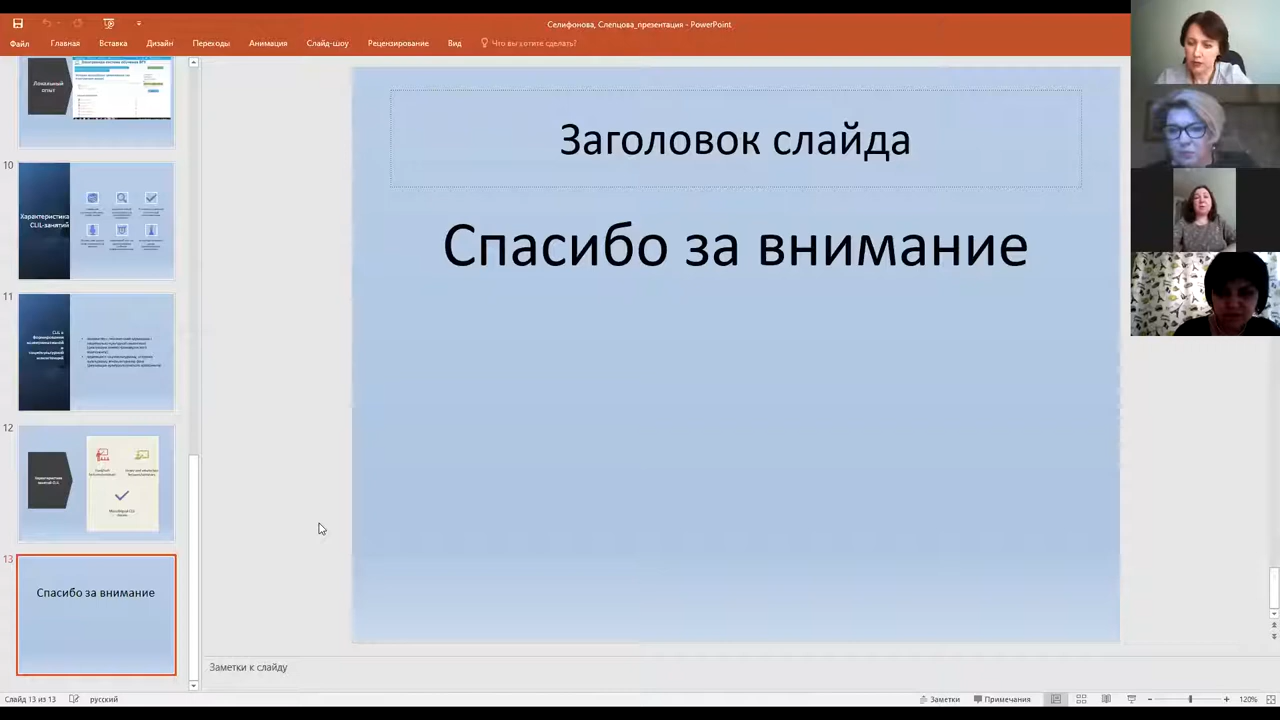 Селифонова, Слепцова_презентация - PowerPoint
Файл
Главная
Вставка
Дизайн
Переходы
Анимация
Слайд-шоу
Рецензирование
Вид
Что вы хотите сделать?
Локальный
опыт
10
Характеристика
CLIL-занятий
11
12
13
Спасибо за внимание
Заголовок слайда
Спасибо за внимание
Заметки к слайду
Слайд 13 из 13
русский
Заметки
Примечания
120%